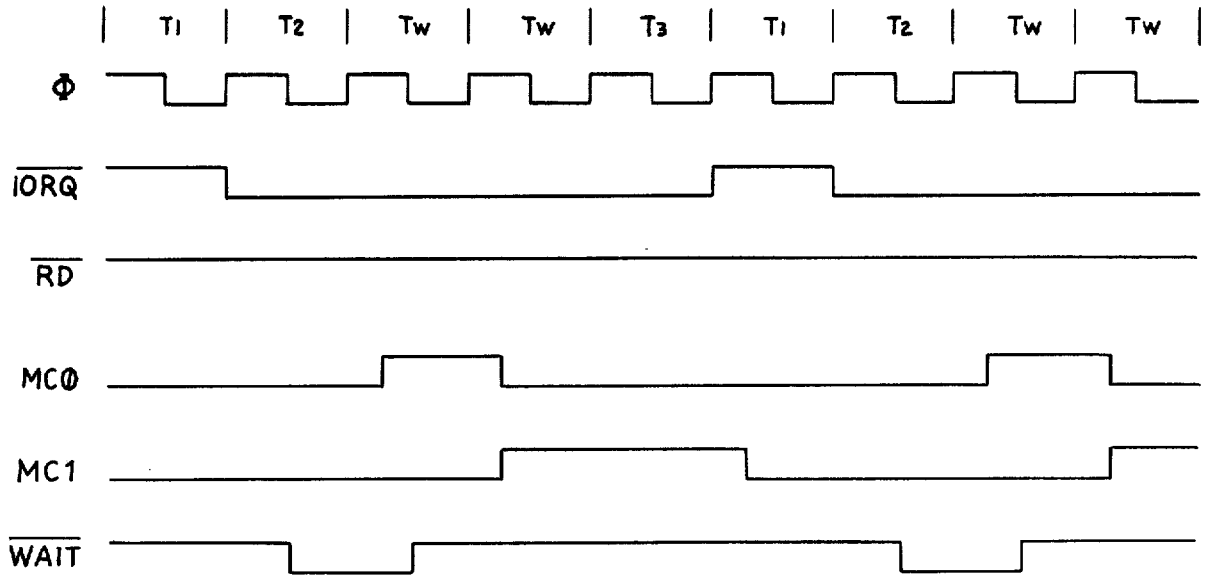 T1 T2 Tw Tw T3 T1 T2 Tw Tw
Φ
IORQ
RD
MC0
MC1
WAIT